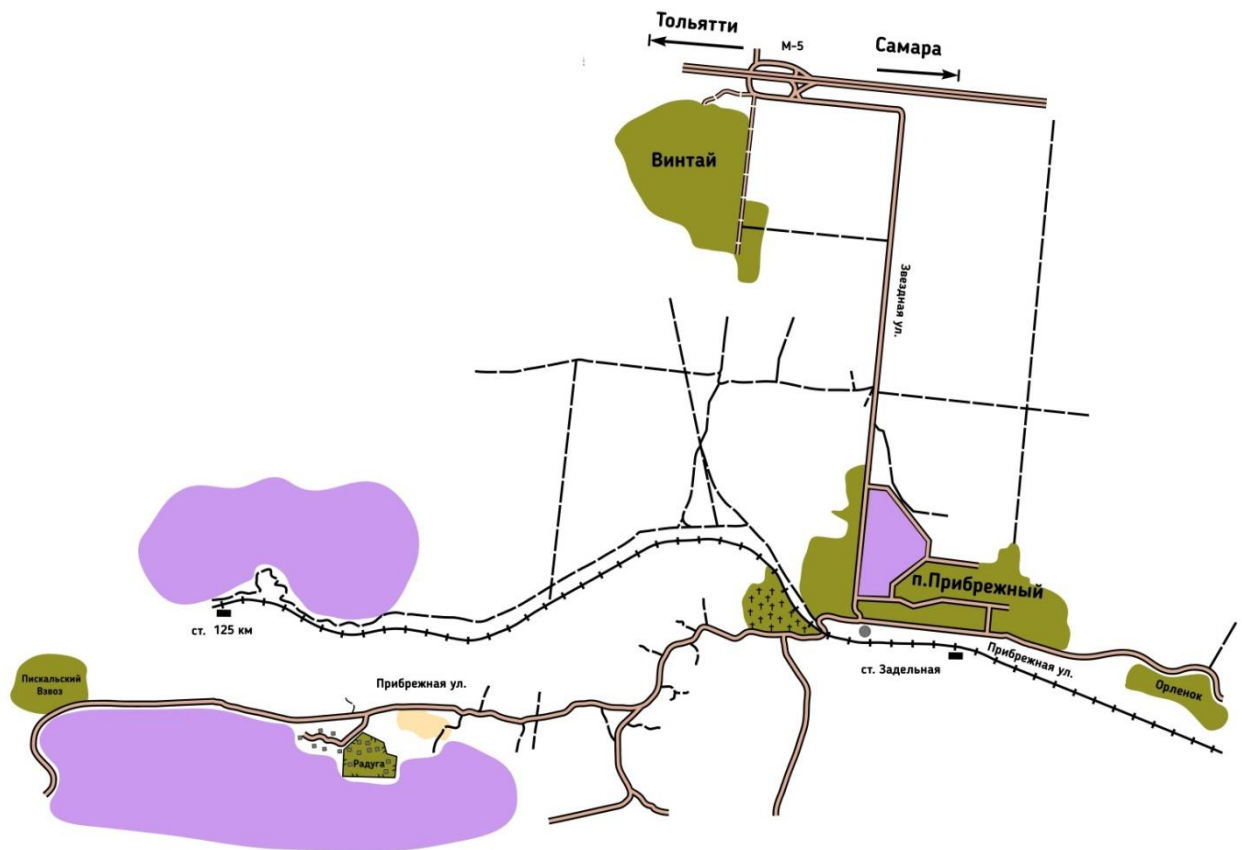 Тольятти
М-5
Самара
Винтай
Звездная ул.
п.Прибрежный
ст. 125 км
ст. Задельная
Прибрежная ул.
Пискальский
Взвоз
Прибрежная ул.
Орленок
Радуга